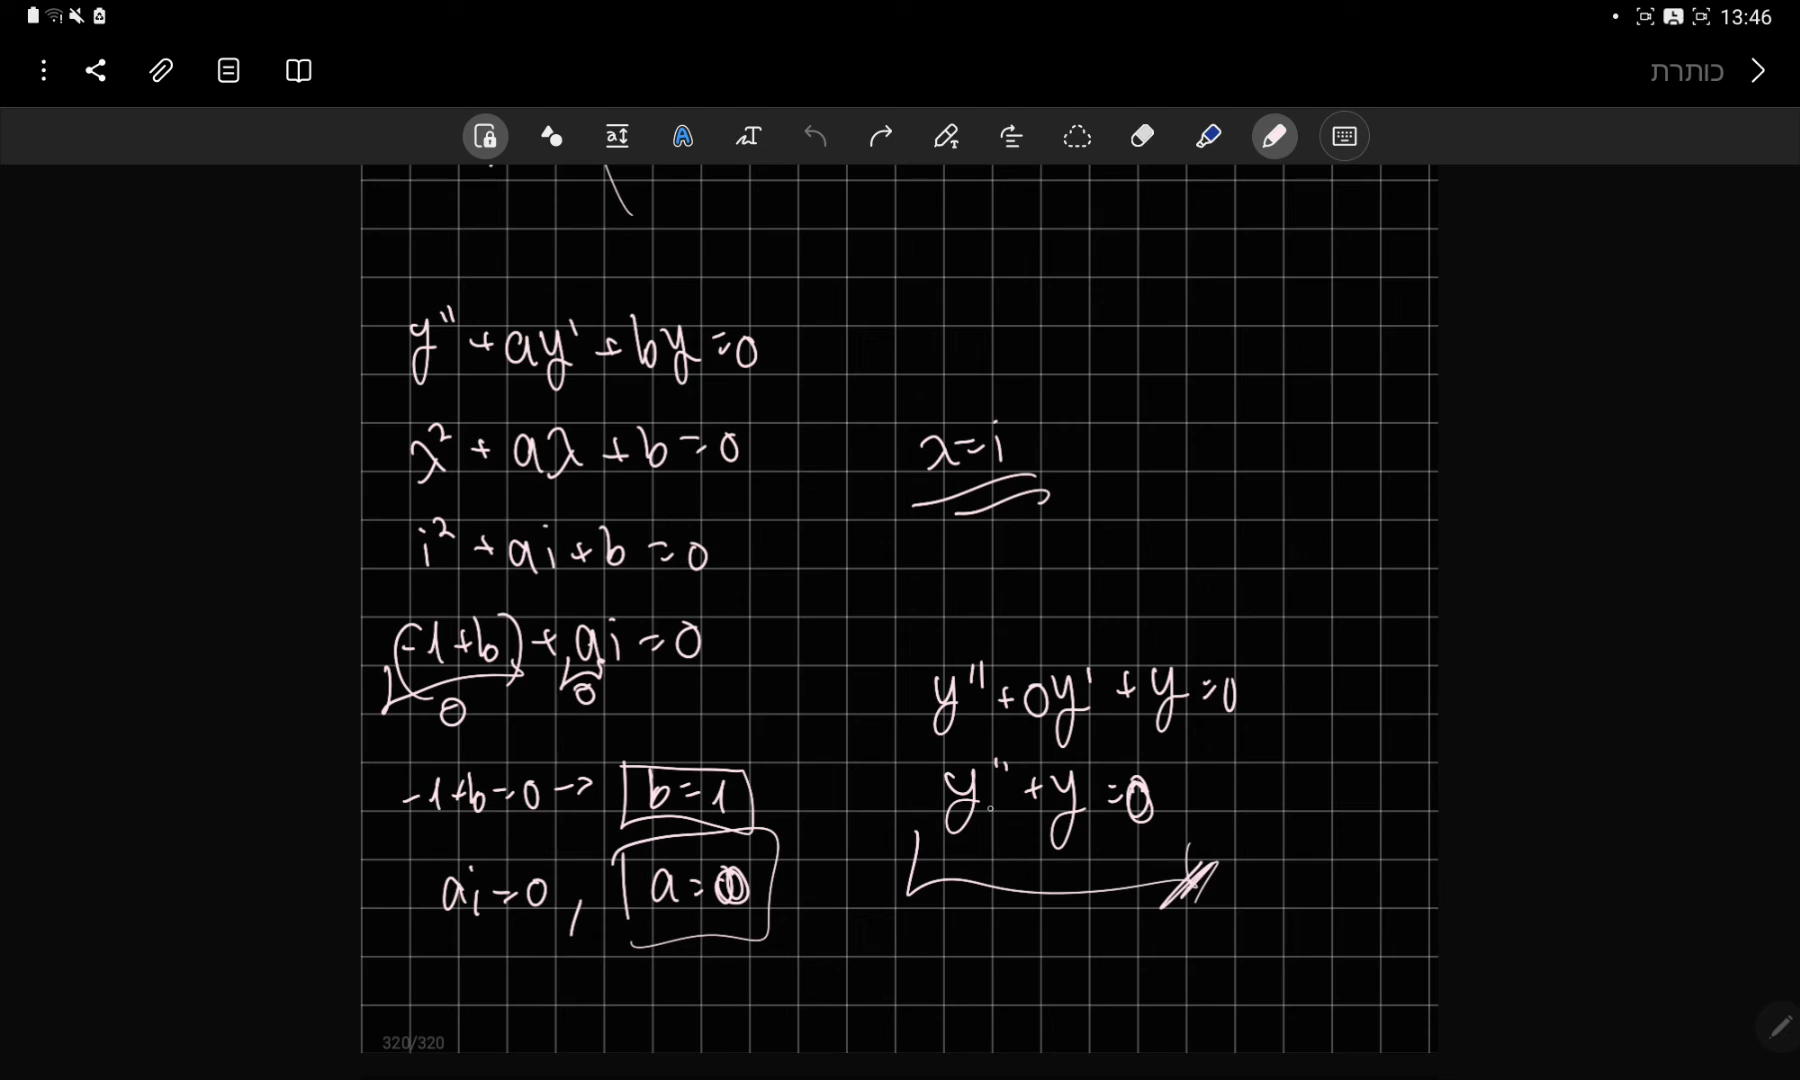 13:46
כותרת
y'' + ay' + by = 0
λ² + aλ + b = 0
λ = i
i² + ai + b = 0
(-1+b) + ai = 0
0 0
y'' + 0y' + y = 0
-1+b=0 → b=1
y'' + y = 0
ai=0, a=0
320/320